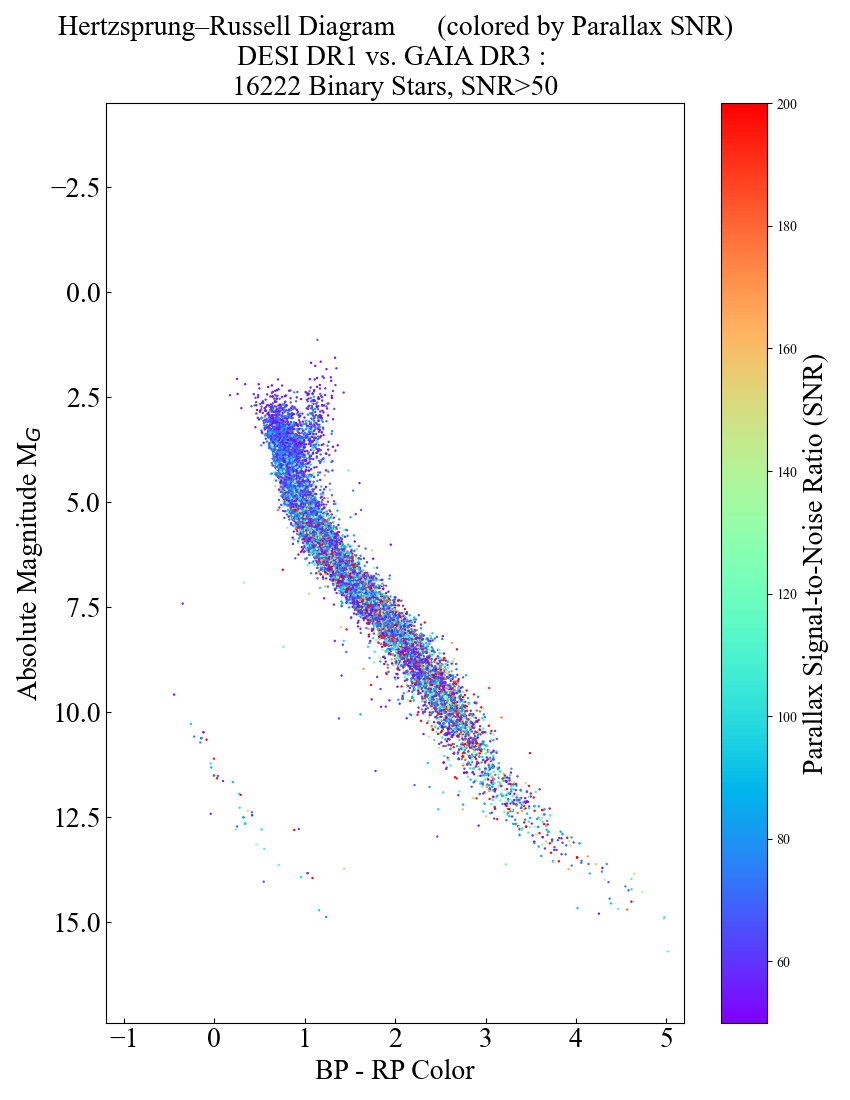 Hertzsprung–Russell Diagram (colored by Parallax SNR)
DESI DR1 vs. GAIA DR3 :
16222 Binary Stars, SNR>50
Absolute Magnitude M_G
−2.5
0.0
2.5
5.0
7.5
10.0
12.5
15.0
−1 0 1 2 3 4 5
BP - RP Color
200
180
160
140
120
100
80
60
Parallax Signal-to-Noise Ratio (SNR)